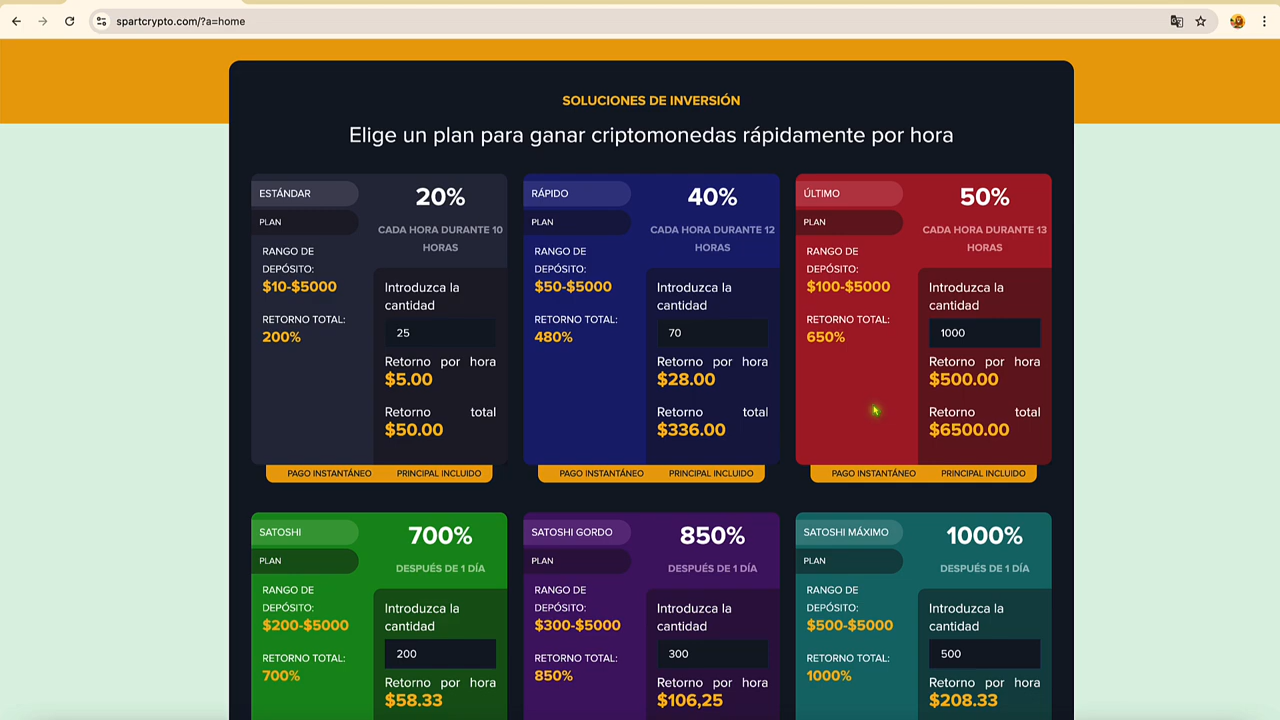 spartcrypto.com/?a=home
SOLUCIONES DE INVERSIÓN
Elige un plan para ganar criptomonedas rápidamente por hora
ESTÁNDAR
PLAN
20%
CADA HORA DURANTE 10
HORAS
RANGO DE
DEPÓSITO:
$10-$5000
RETORNO TOTAL:
200%
Introduzca la
cantidad
25
Retorno por hora
$5.00
Retorno total
$50.00
PAGO INSTANTÁNEO PRINCIPAL INCLUIDO
RÁPIDO
PLAN
40%
CADA HORA DURANTE 12
HORAS
RANGO DE
DEPÓSITO:
$50-$5000
RETORNO TOTAL:
480%
Introduzca la
cantidad
70
Retorno por hora
$28.00
Retorno total
$336.00
PAGO INSTANTÁNEO PRINCIPAL INCLUIDO
ÚLTIMO
PLAN
50%
CADA HORA DURANTE 13
HORAS
RANGO DE
DEPÓSITO:
$100-$5000
RETORNO TOTAL:
650%
Introduzca la
cantidad
1000
Retorno por hora
$500.00
Retorno total
$6500.00
PAGO INSTANTÁNEO PRINCIPAL INCLUIDO
SATOSHI
PLAN
700%
DESPUÉS DE 1 DÍA
RANGO DE
DEPÓSITO:
$200-$5000
RETORNO TOTAL:
700%
Introduzca la
cantidad
200
Retorno por hora
$58.33
SATOSHI GORDO
PLAN
850%
DESPUÉS DE 1 DÍA
RANGO DE
DEPÓSITO:
$300-$5000
RETORNO TOTAL:
850%
Introduzca la
cantidad
300
Retorno por hora
$106,25
SATOSHI MÁXIMO
PLAN
1000%
DESPUÉS DE 1 DÍA
RANGO DE
DEPÓSITO:
$500-$5000
RETORNO TOTAL:
1000%
Introduzca la
cantidad
500
Retorno por hora
$208.33